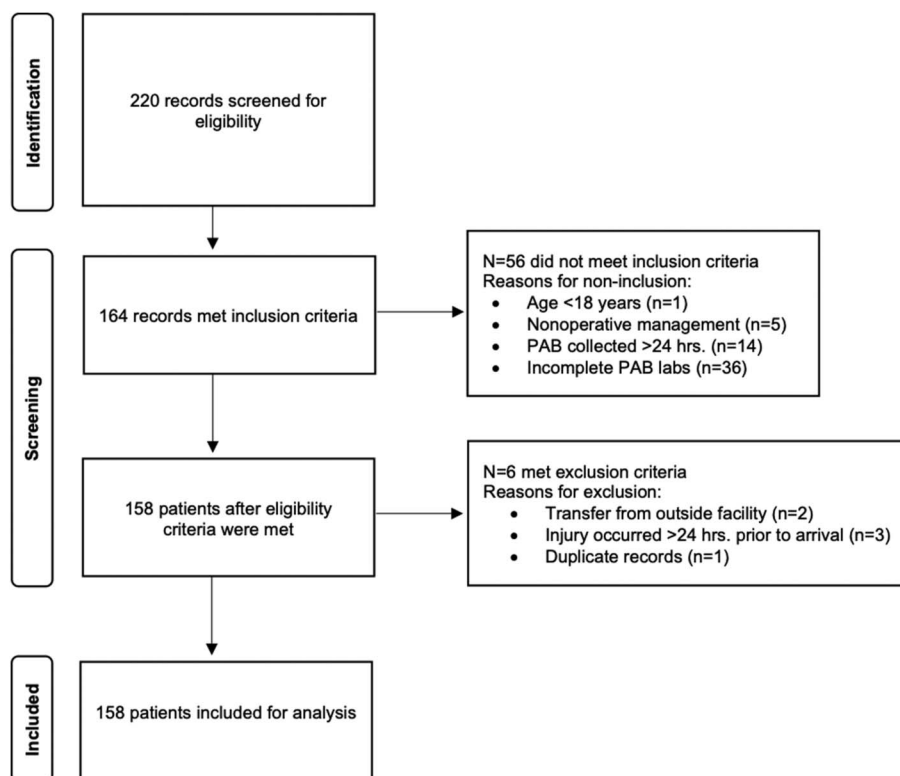 Identification
220 records screened for
eligibility
Screening
164 records met inclusion criteria
N=56 did not meet inclusion criteria
Reasons for non-inclusion:
• Age <18 years (n=1)
• Nonoperative management (n=5)
• PAB collected >24 hrs. (n=14)
• Incomplete PAB labs (n=36)
158 patients after eligibility
criteria were met
N=6 met exclusion criteria
Reasons for exclusion:
• Transfer from outside facility (n=2)
• Injury occurred >24 hrs. prior to arrival (n=3)
• Duplicate records (n=1)
Included
158 patients included for analysis